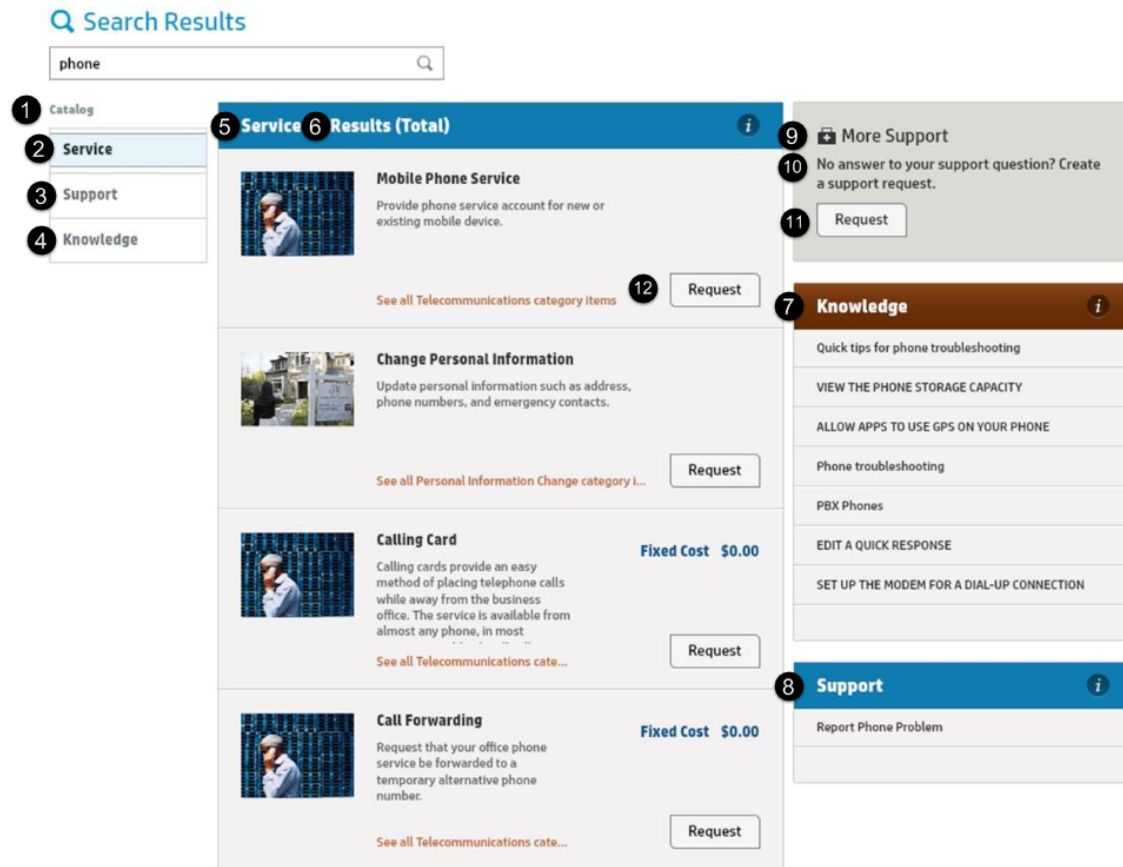 Search Results
phone
1 Catalog
2 Service
3 Support
4 Knowledge
5 Service 6 Results (Total) i
Mobile Phone Service
Provide phone service account for new or
existing mobile device.
See all Telecommunications category items
12 Request
Change Personal Information
Update personal information such as address,
phone numbers, and emergency contacts.
See all Personal Information Change category i...
Request
Calling Card
Fixed Cost $0.00
Calling cards provide an easy
method of placing telephone calls
while away from the business
office. The service is available from
almost any phone, in most
See all Telecommunications cate...
Request
Call Forwarding
Fixed Cost $0.00
Request that your office phone
service be forwarded to a
temporary alternative phone
number.
See all Telecommunications cate...
Request
9 More Support
10 No answer to your support question? Create
a support request.
11 Request
7 Knowledge i
Quick tips for phone troubleshooting
VIEW THE PHONE STORAGE CAPACITY
ALLOW APPS TO USE GPS ON YOUR PHONE
Phone troubleshooting
PBX Phones
EDIT A QUICK RESPONSE
SET UP THE MODEM FOR A DIAL-UP CONNECTION
8 Support i
Report Phone Problem